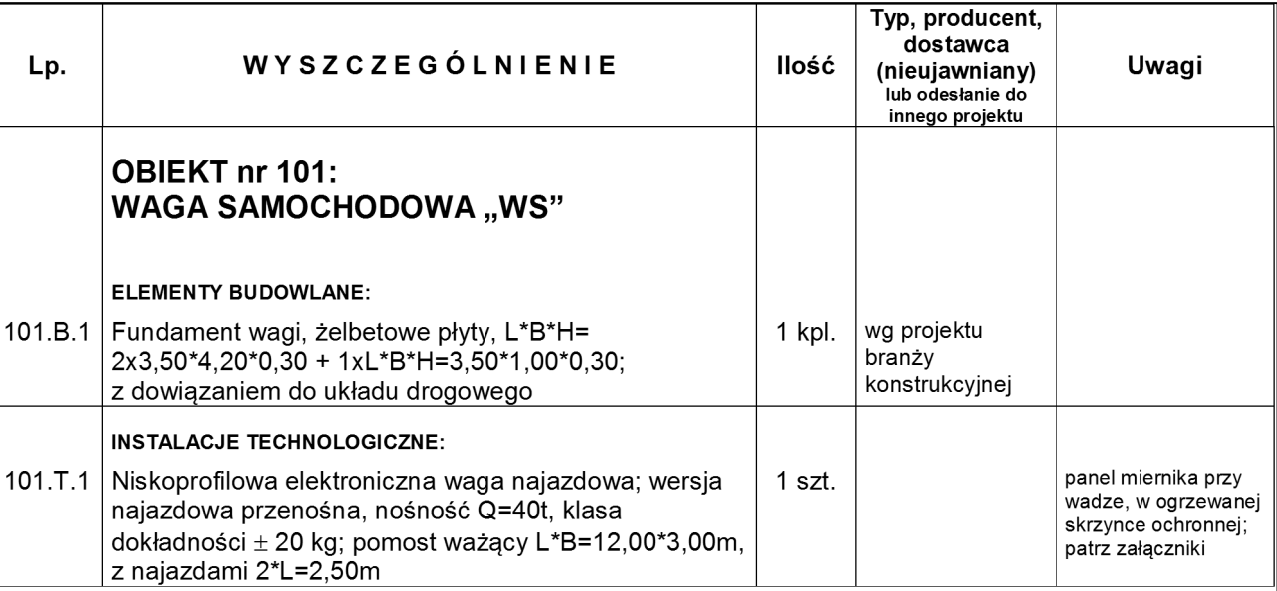 Lp.
W Y S Z C Z E G Ó L N I E N I E
Ilość
Typ, producent,
dostawca
(nieujawniany)
lub odesłanie do
innego projektu
Uwagi
OBIEKT nr 101:
WAGA SAMOCHODOWA „WS”
ELEMENTY BUDOWLANE:
101.B.1
Fundament wagi, żelbetowe płyty, L*B*H=
2x3,50*4,20*0,30 + 1xL*B*H=3,50*1,00*0,30;
z dowiązaniem do układu drogowego
1 kpl.
wg projektu
branży
konstrukcyjnej
INSTALACJE TECHNOLOGICZNE:
101.T.1
Niskoprofilowa elektroniczna waga najazdowa; wersja
najazdowa przenośna, nośność Q=40t, klasa
dokładności ± 20 kg; pomost ważący L*B=12,00*3,00m,
z najazdami 2*L=2,50m
1 szt.
panel miernika przy
wadze, w ogrzewanej
skrzynce ochronnej;
patrz załączniki